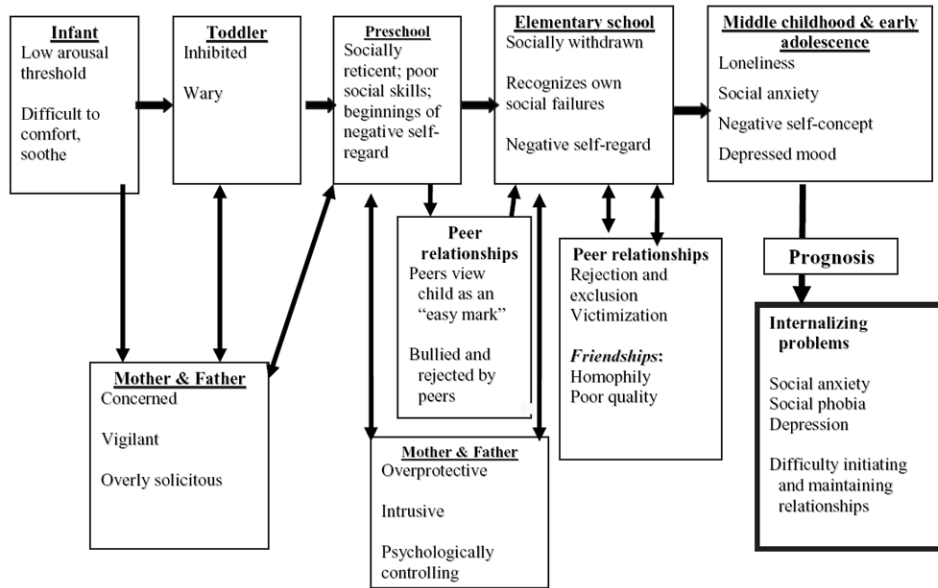 Infant
Low arousal
threshold
Difficult to
comfort,
soothe
Toddler
Inhibited
Wary
Preschool
Socially
reticent; poor
social skills;
beginnings of
negative self-
regard
Elementary school
Socially withdrawn
Recognizes own
social failures
Negative self-regard
Middle childhood & early
adolescence
Loneliness
Social anxiety
Negative self-concept
Depressed mood
Mother & Father
Concerned
Vigilant
Overly solicitous
Peer
relationships
Peers view
child as an
“easy mark”
Bullied and
rejected by
peers
Mother & Father
Overprotective
Intrusive
Psychologically
controlling
Peer relationships
Rejection and
exclusion
Victimization
Friendships:
Homophily
Poor quality
Prognosis
Internalizing
problems
Social anxiety
Social phobia
Depression
Difficulty initiating
and maintaining
relationships